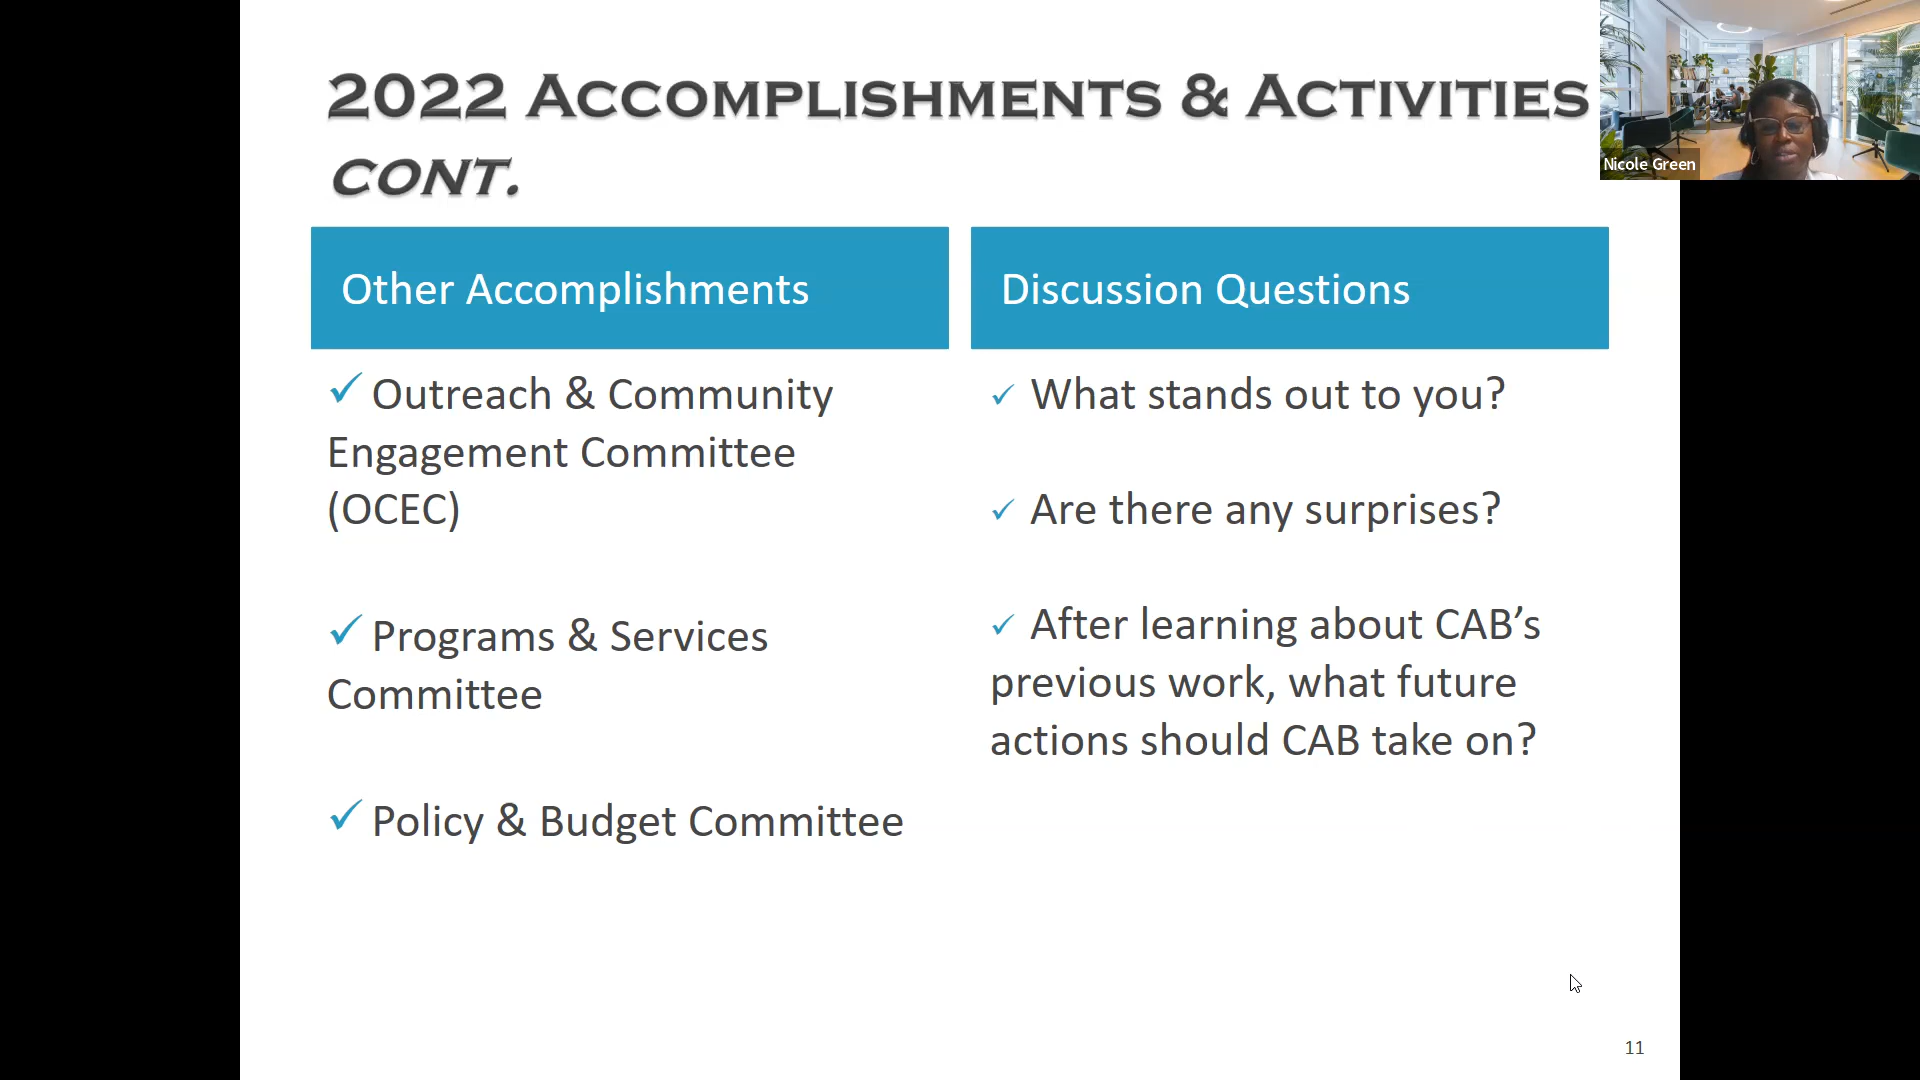 2022 Accomplishments & Activities
cont.
Nicole Green
Other Accomplishments
✓ Outreach & Community
Engagement Committee
(OCEC)
✓ Programs & Services
Committee
✓ Policy & Budget Committee
Discussion Questions
✓ What stands out to you?
✓ Are there any surprises?
✓ After learning about CAB’s
previous work, what future
actions should CAB take on?
11